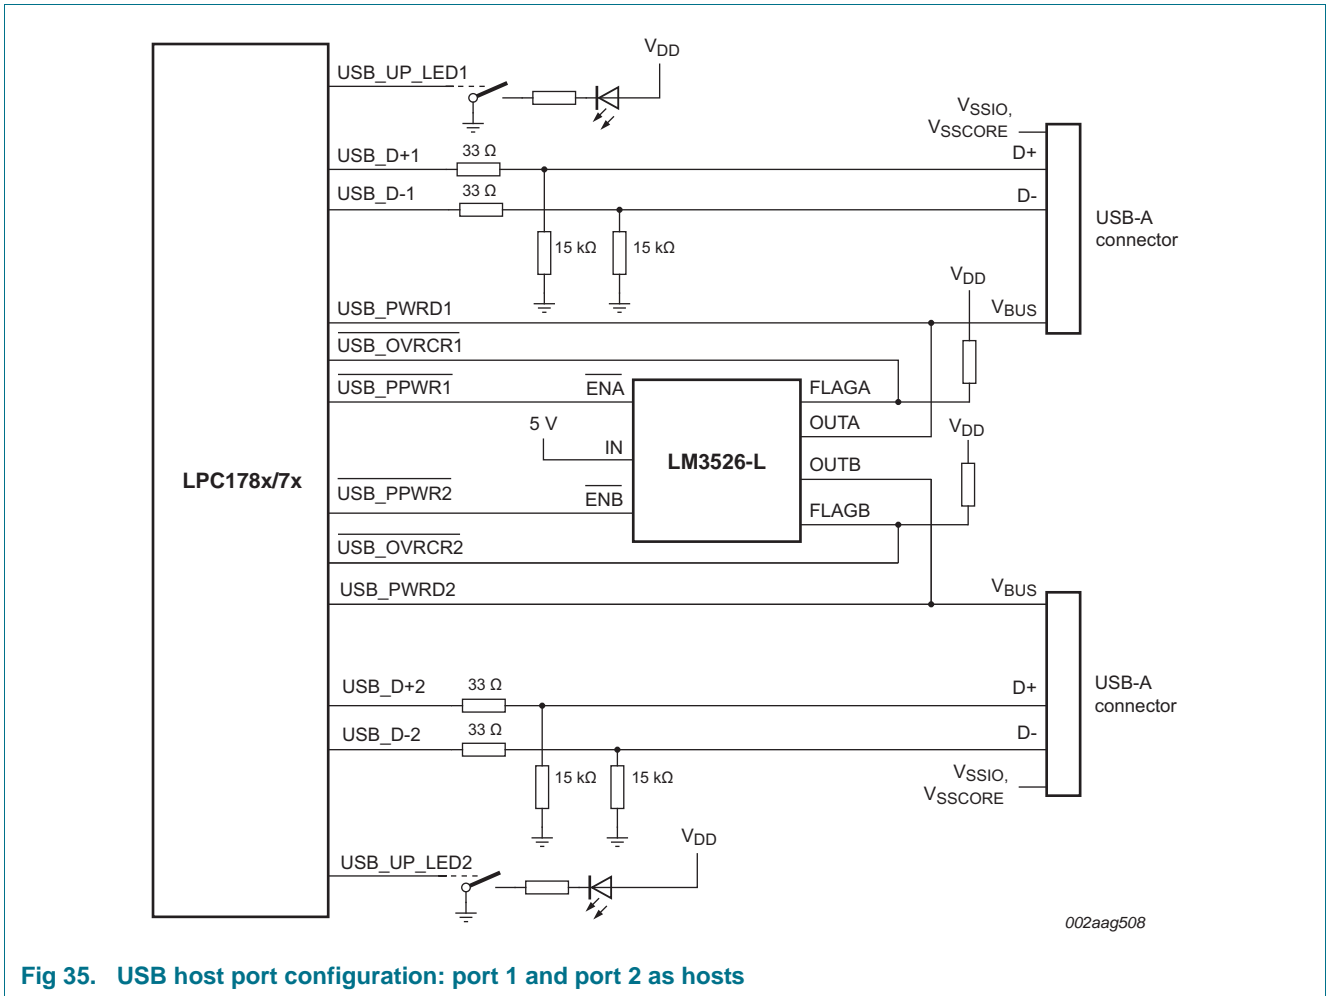 VDD
USB_UP_LED1
VSSIO,
VSSCORE
USB_D+1
33 Ω
D+
USB_D-1
33 Ω
D-
USB-A
connector
15 kΩ
15 kΩ
VDD
USB_PWRD1
VBUS
USB_OVRCR1
USB_PPWR1
ENA
FLAGA
5 V
OUTA
VDD
IN
LM3526-L
OUTB
LPC178x/7x
USB_PPWR2
ENB
FLAGB
USB_OVRCR2
USB_PWRD2
VBUS
USB_D+2
33 Ω
D+
USB-A
connector
USB_D-2
33 Ω
D-
15 kΩ
15 kΩ
VSSIO,
VSSCORE
VDD
USB_UP_LED2
002aag508
Fig 35. USB host port configuration: port 1 and port 2 as hosts